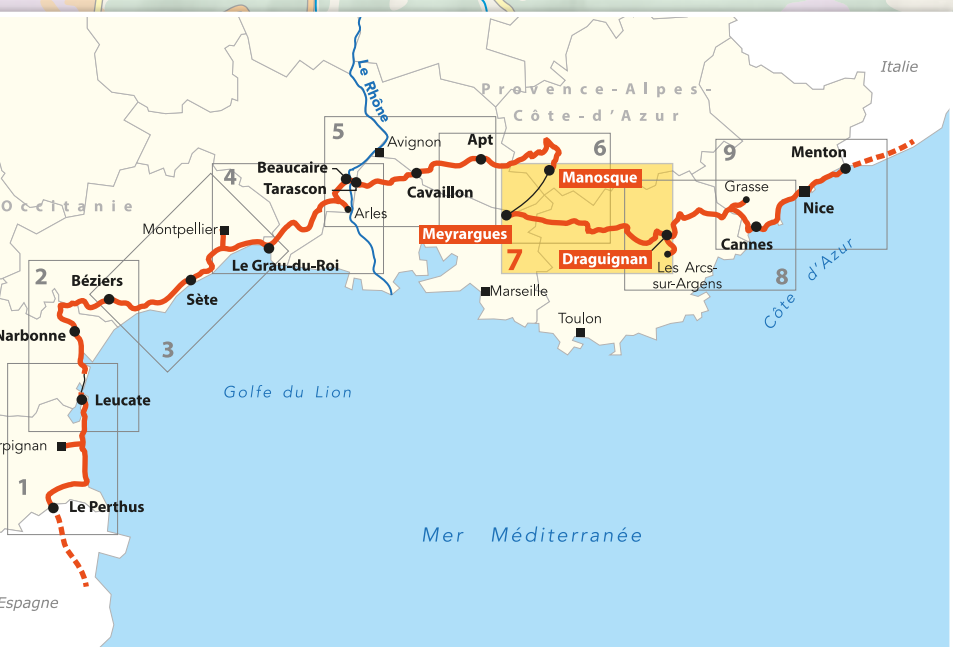 Italie
Le Rhône
Provence-Alpes-
Côte-d'Azur
5
Avignon
Apt
6
9
Menton
Beaucaire
Tarascon
4
Cavaillon
Manosque
Grasse
Nice
Occitanie
Arles
Montpellier
Meyrargues
Cannes
Le Grau-du-Roi
7
Draguignan
Les Arcs-
sur-Argens
8
Côte d'Azur
2
Béziers
Sète
Marseille
Toulon
Narbonne
3
Golfe du Lion
Leucate
rpignan
1
Le Perthus
Mer Méditerranée
Espagne